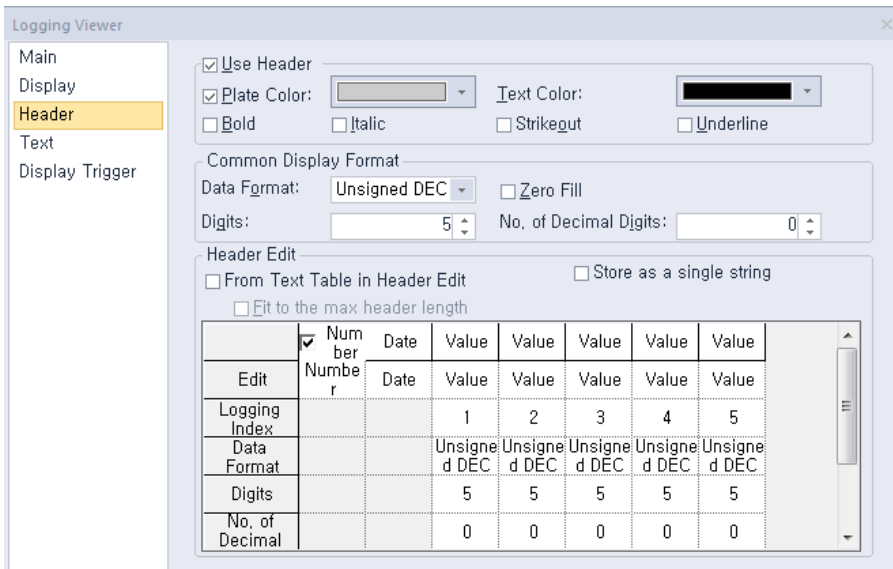 Logging Viewer
Main
Display
Header
Text
Display Trigger
Use Header
Plate Color: Text Color:
Bold Italic Strikeout Underline
Common Display Format
Data Format: Unsigned DEC Zero Fill
Digits: 5 No, of Decimal Digits: 0
Header Edit
From Text Table in Header Edit Store as a single string
Fit to the max header length
Num
ber Date Value Value Value Value Value
Edit Numbe
r Date Value Value Value Value Value
Logging
Index 1 2 3 4 5
Data Unsigne Unsigne Unsigne Unsigne Unsigne
Format d DEC d DEC d DEC d DEC d DEC
Digits 5 5 5 5 5
No, of
Decimal 0 0 0 0 0